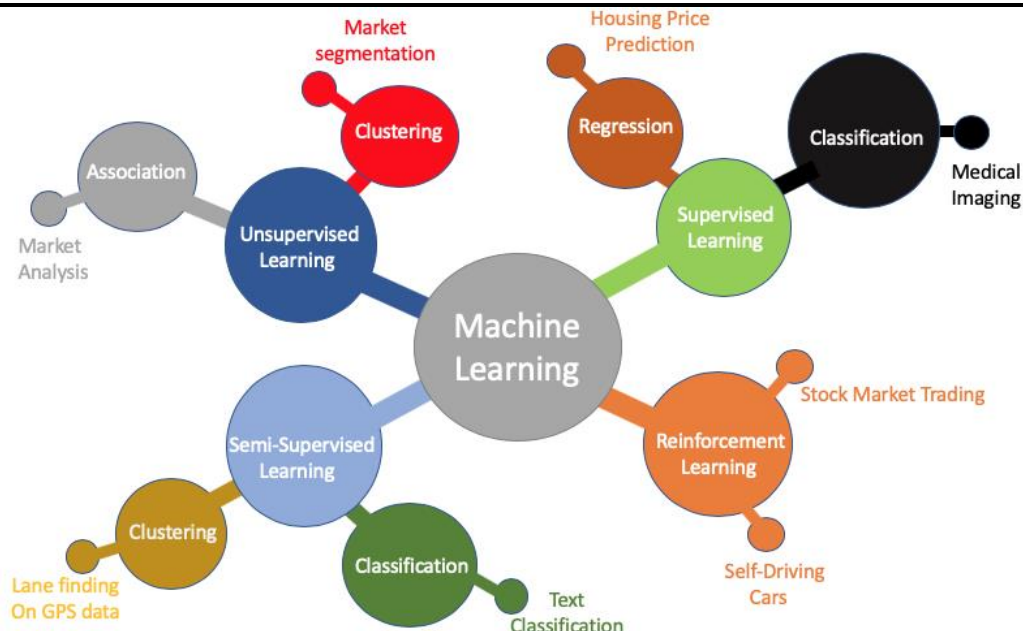 Housing Price
Prediction
Market
segmentation
Clustering
Regression
Classification
Association
Medical
Imaging
Market
Analysis
Unsupervised
Learning
Supervised
Learning
Machine
Learning
Stock Market Trading
Semi-Supervised
Learning
Reinforcement
Learning
Clustering
Classification
Lane finding
On GPS data
Text
Classification
Self-Driving
Cars